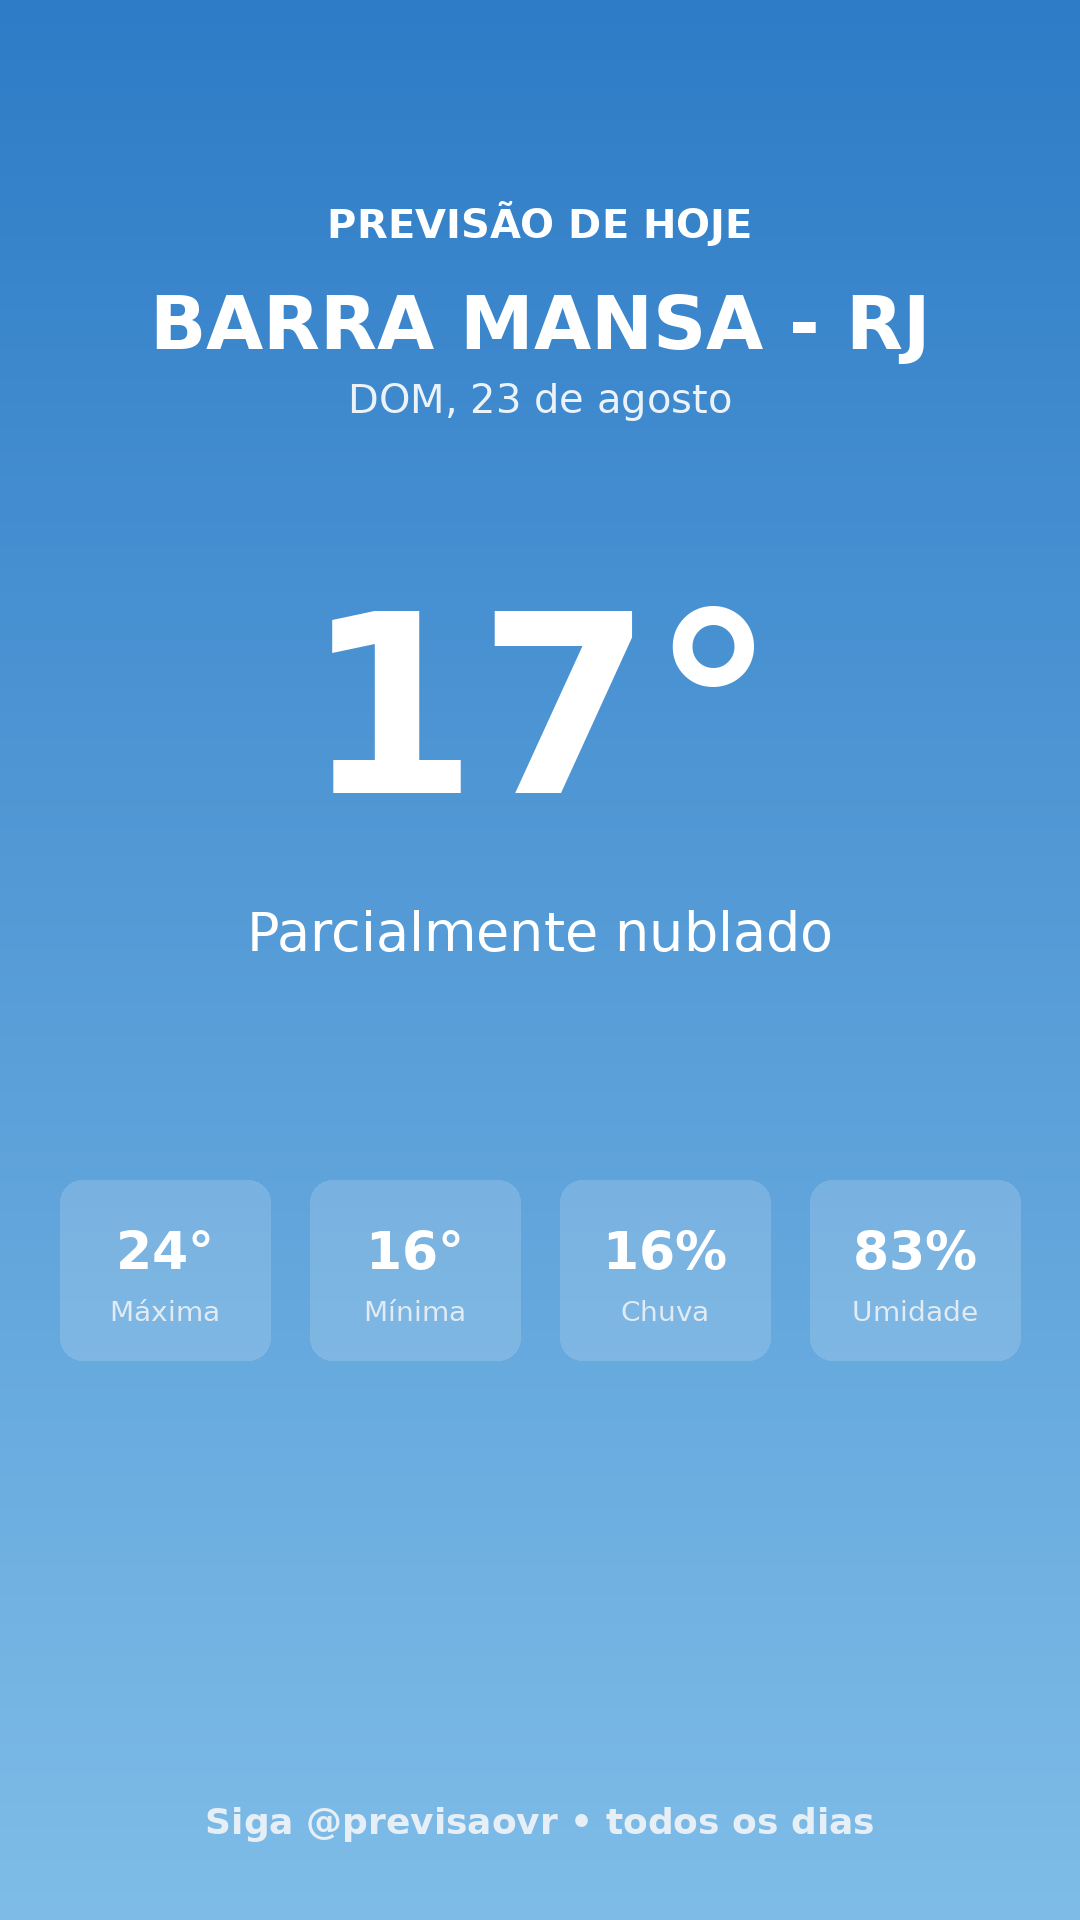 PREVISÃO DE HOJE
BARRA MANSA - RJ
DOM, 23 de agosto
17°
Parcialmente nublado
24°
Máxima
16°
Mínima
16%
Chuva
83%
Umidade
Siga @previsaovr • todos os dias